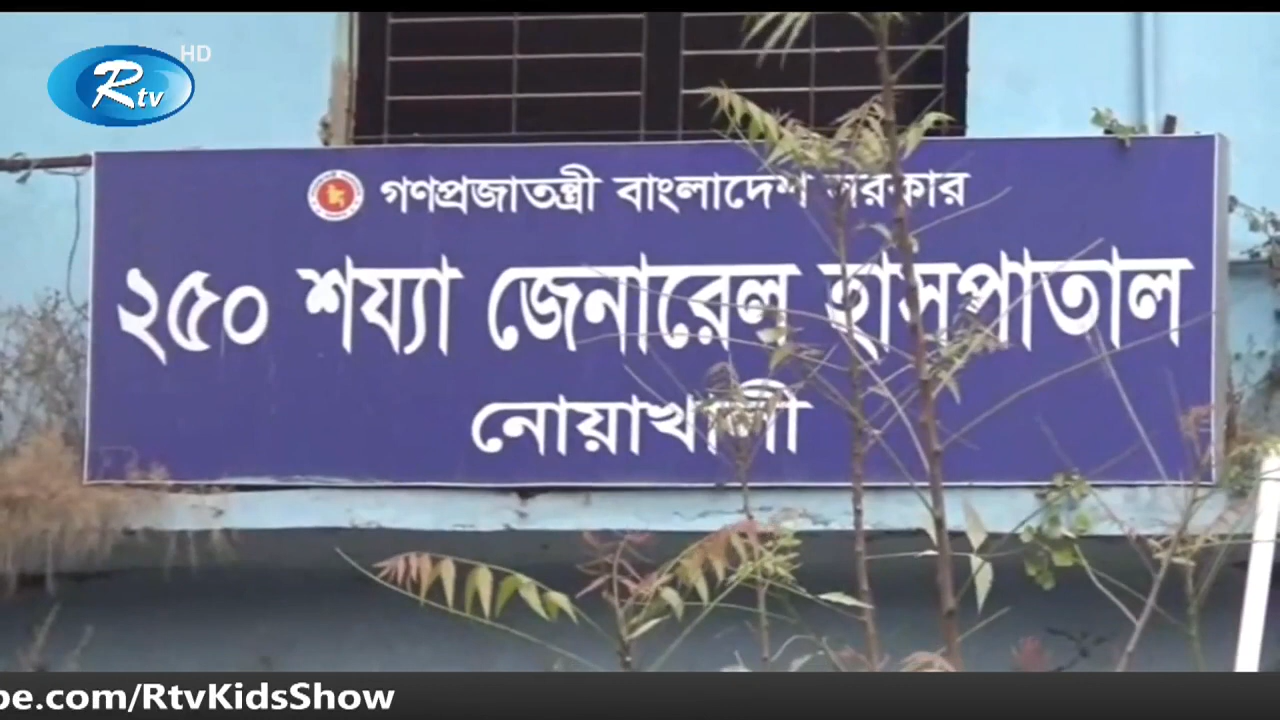 Rtv
HD
গণপ্রজাতন্ত্রী বাংলাদেশ সরকার
২৫০ শয্যা জেনারেল হাসপাতাল
নোয়াখালী
be.com/RtvKidsShow